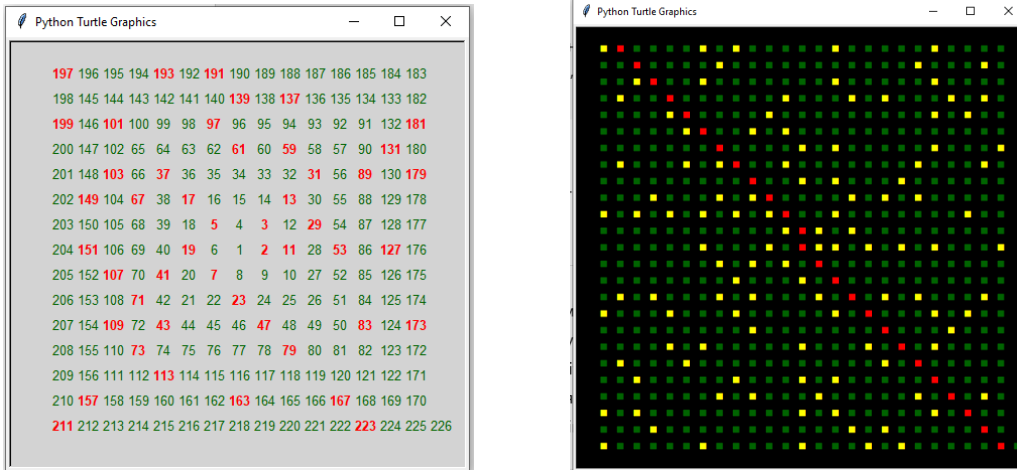 Python Turtle Graphics
197 196 195 194 193 192 191 190 189 188 187 186 185 184 183
198 145 144 143 142 141 140 139 138 137 136 135 134 133 182
199 146 101 100 99 98 97 96 95 94 93 92 91 132 181
200 147 102 65 64 63 62 61 60 59 58 57 90 131 180
201 148 103 66 37 36 35 34 33 32 31 56 89 130 179
202 149 104 67 38 17 16 15 14 13 30 55 88 129 178
203 150 105 68 39 18 5 4 3 12 29 54 87 128 177
204 151 106 69 40 19 6 1 2 11 28 53 86 127 176
205 152 107 70 41 20 7 8 9 10 27 52 85 126 175
206 153 108 71 42 21 22 23 24 25 26 51 84 125 174
207 154 109 72 43 44 45 46 47 48 49 50 83 124 173
208 155 110 73 74 75 76 77 78 79 80 81 82 123 172
209 156 111 112 113 114 115 116 117 118 119 120 121 122 171
210 157 158 159 160 161 162 163 164 165 166 167 168 169 170
211 212 213 214 215 216 217 218 219 220 221 222 223 224 225 226
Python Turtle Graphics